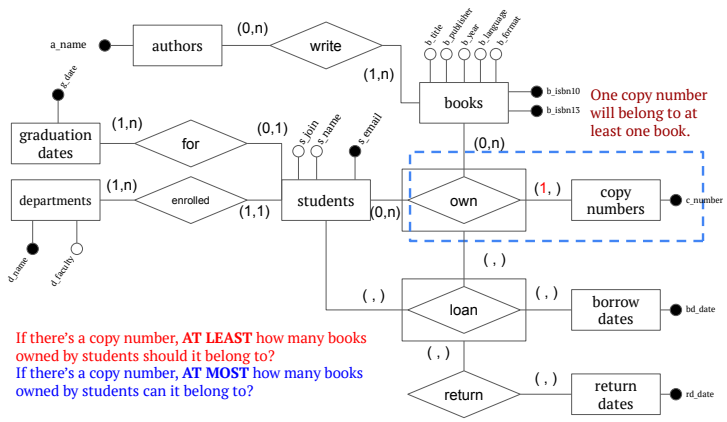 b_title
b_publisher
b_year
b_language
b_format
a_name
authors
(0,n)
write
(1,n)
books
b_isbn10
b_isbn13
One copy number
will belong to at
least one book.
g_date
graduation
dates
(1,n)
for
(0,1)
s_join
s_name
s_email
(0,n)
departments
(1,n)
enrolled
(1,1)
students
(0,n)
own
(1, )
copy
numbers
c_number
d_name
d_faculty
( , )
( , )
loan
( , )
borrow
dates
bd_date
If there's a copy number, AT LEAST how many books
owned by students should it belong to?
If there's a copy number, AT MOST how many books
owned by students can it belong to?
( , )
return
( , )
return
dates
rd_date